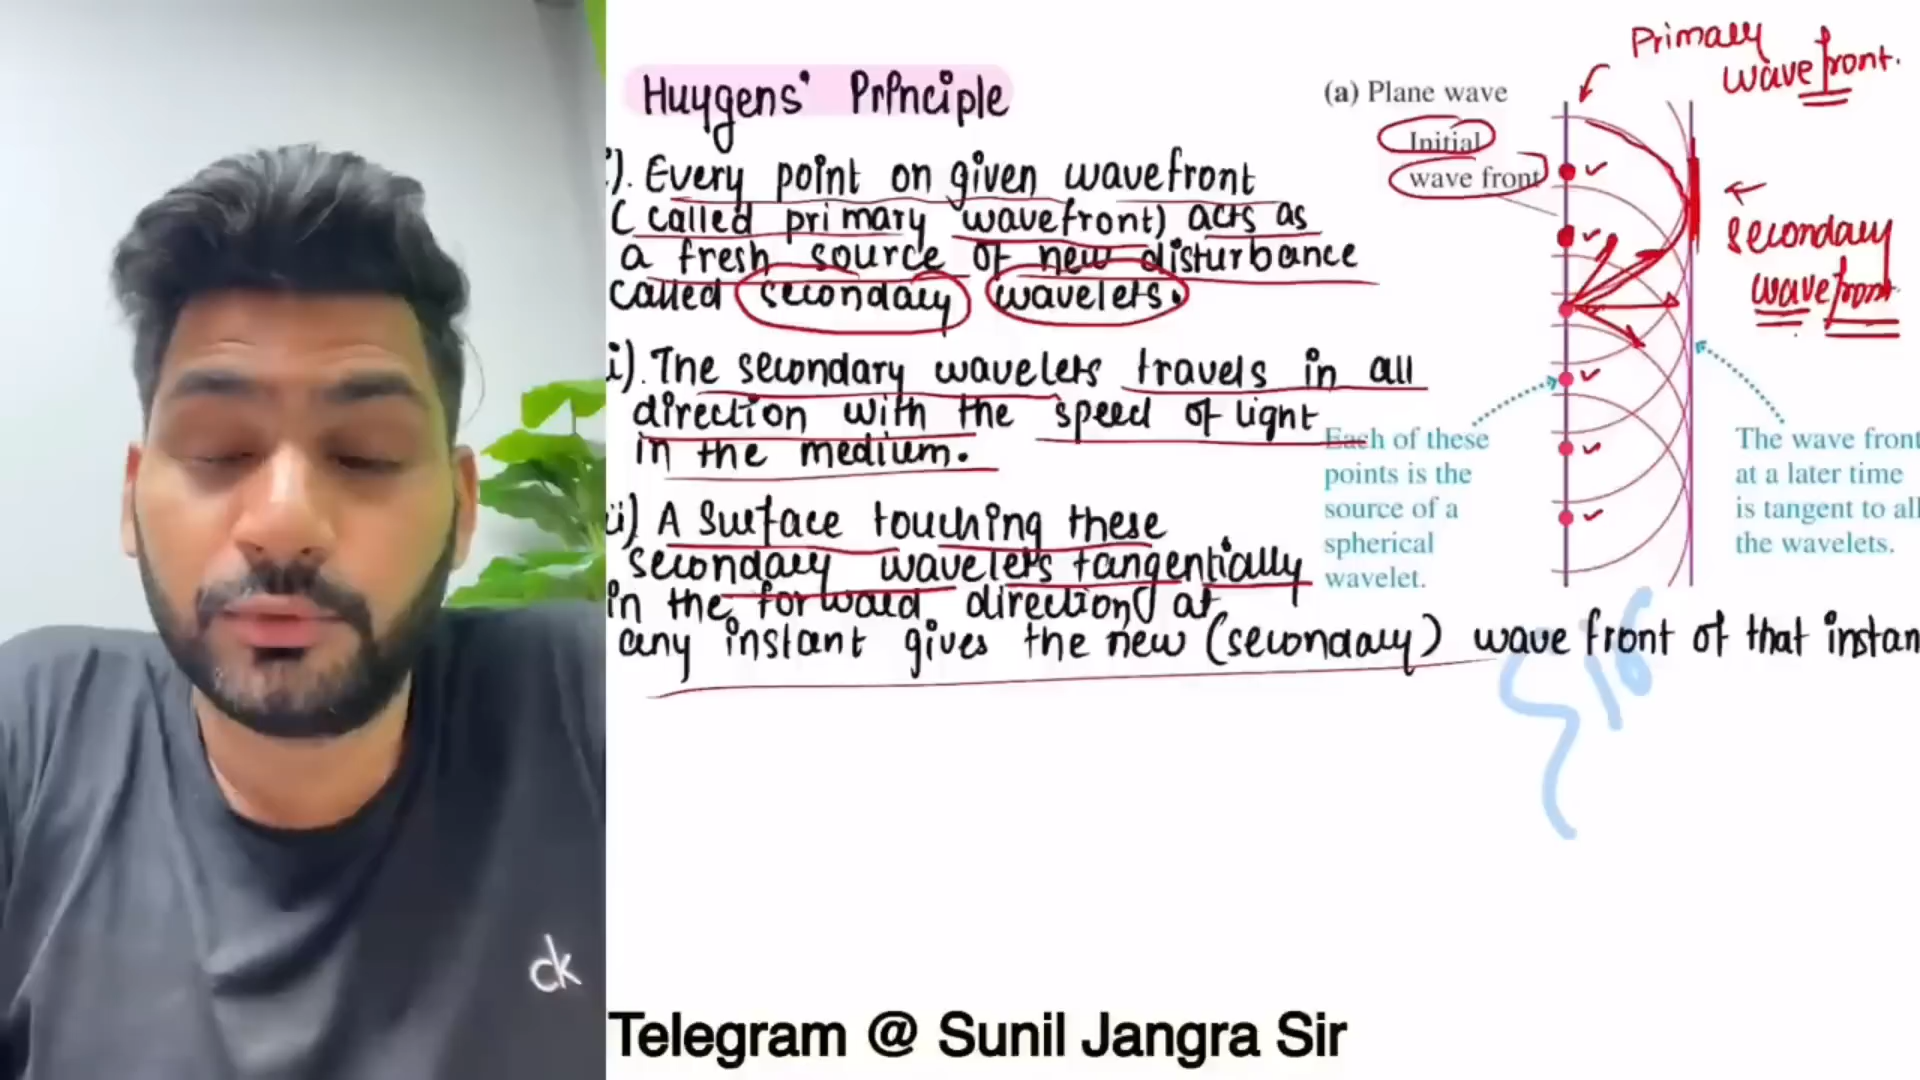 Huygens' Principle
i). Every point on given wavefront
( called primary wavefront) acts as
a fresh source of new disturbance
called secondary wavelets.
i). The secondary wavelets travels in all
direction with the speed of light
in the medium.
ii) A Surface touching these
secondary wavelets tangentially
in the forward direction at
any instant gives the new (secondary) wave front of that instan
Primary
wavefront.
(a) Plane wave
Initial
wave front
secondary
wavefront
Each of these
points is the
source of a
spherical
wavelet.
The wave front
at a later time
is tangent to all
the wavelets.
ck
Telegram @ Sunil Jangra Sir